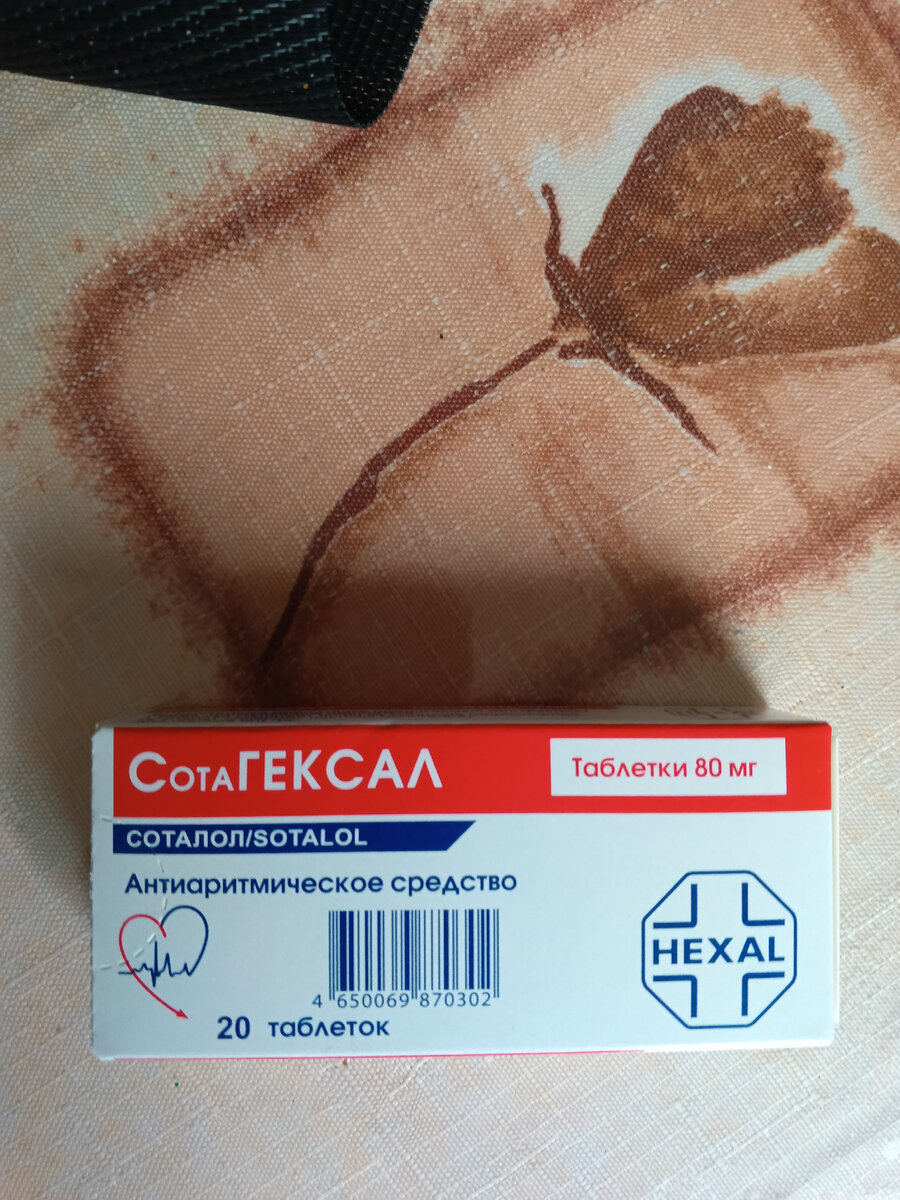 СотаГЕКСАЛ
Таблетки 80 мг
СОТАЛОЛ/SOTALOL
Антиаритмическое средство
HEXAL
4 650069 870302
20 таблеток